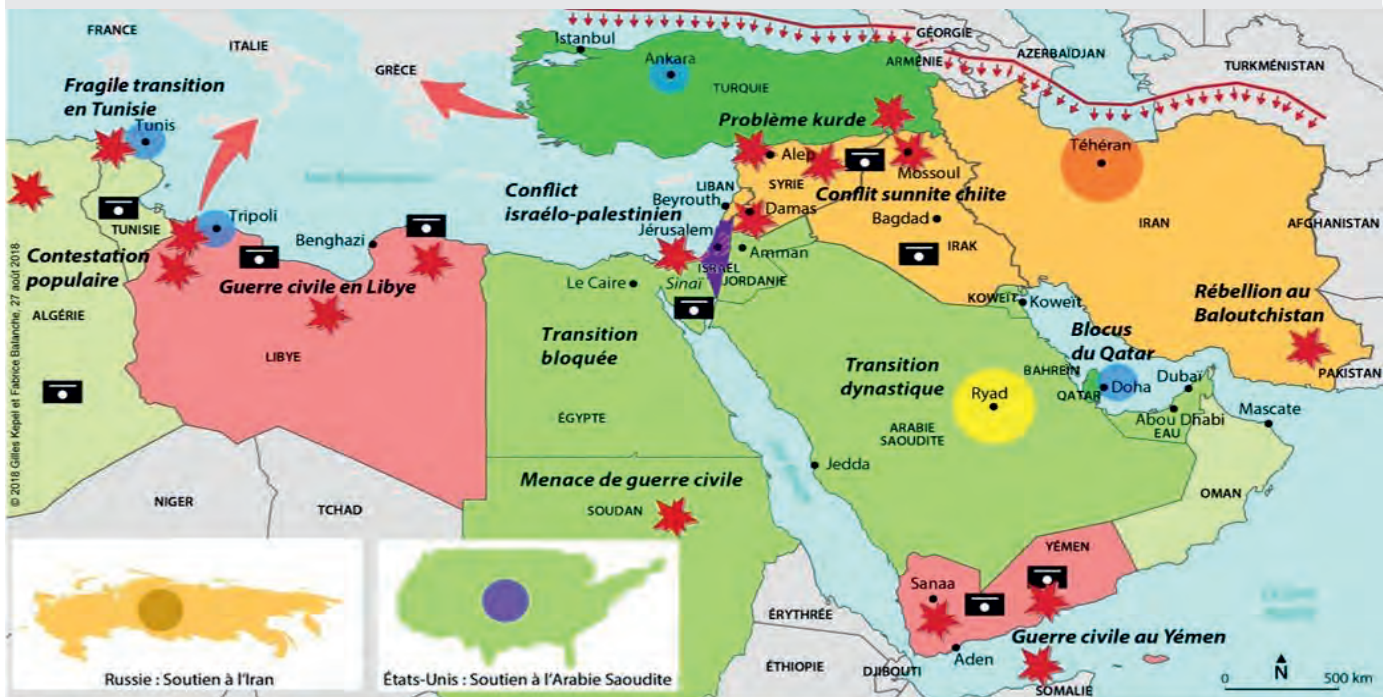 FRANCE
ITALIE
GRÈCE
Istanbul
Ankara
TURQUIE
GÉORGIE
ARMÉNIE
AZERBAÏDJAN
TURKMÉNISTAN
Fragile transition
en Tunisie
Tunis
Problème kurde
Alep
Mossoul
Téhéran
SYRIE
Conflit sunnite chiite
LIBAN
Beyrouth
Damas
Bagdad
IRAK
IRAN
AFGHANISTAN
Conflict
israélo-palestinien
Jérusalem
ISRAËL
Amman
JORDANIE
Tripoli
TUNISIE
Benghazi
Contestation
populaire
ALGÉRIE
Guerre civile en Libye
LIBYE
Le Caire
Sinaï
KOWEÏT
Koweït
Rébellion au
Baloutchistan
PAKISTAN
Transition
bloquée
ÉGYPTE
Transition
dynastique
Ryad
ARABIE
SAOUDITE
Blocus
du Qatar
BAHREIN
QATAR
Doha
Dubaï
Abou Dhabi
EAU
Mascate
OMAN
Jedda
Menace de guerre civile
SOUDAN
NIGER
TCHAD
YÉMEN
Sanaa
Aden
Guerre civile au Yémen
ÉRYTHRÉE
ÉTHIOPIE
DJIBOUTI
SOMALIE
N
0 500 km
Russie : Soutien à l'Iran
États-Unis : Soutien à l'Arabie Saoudite
© 2018 Gilles Kepel et Fabrice Balanche, 27 août 2018